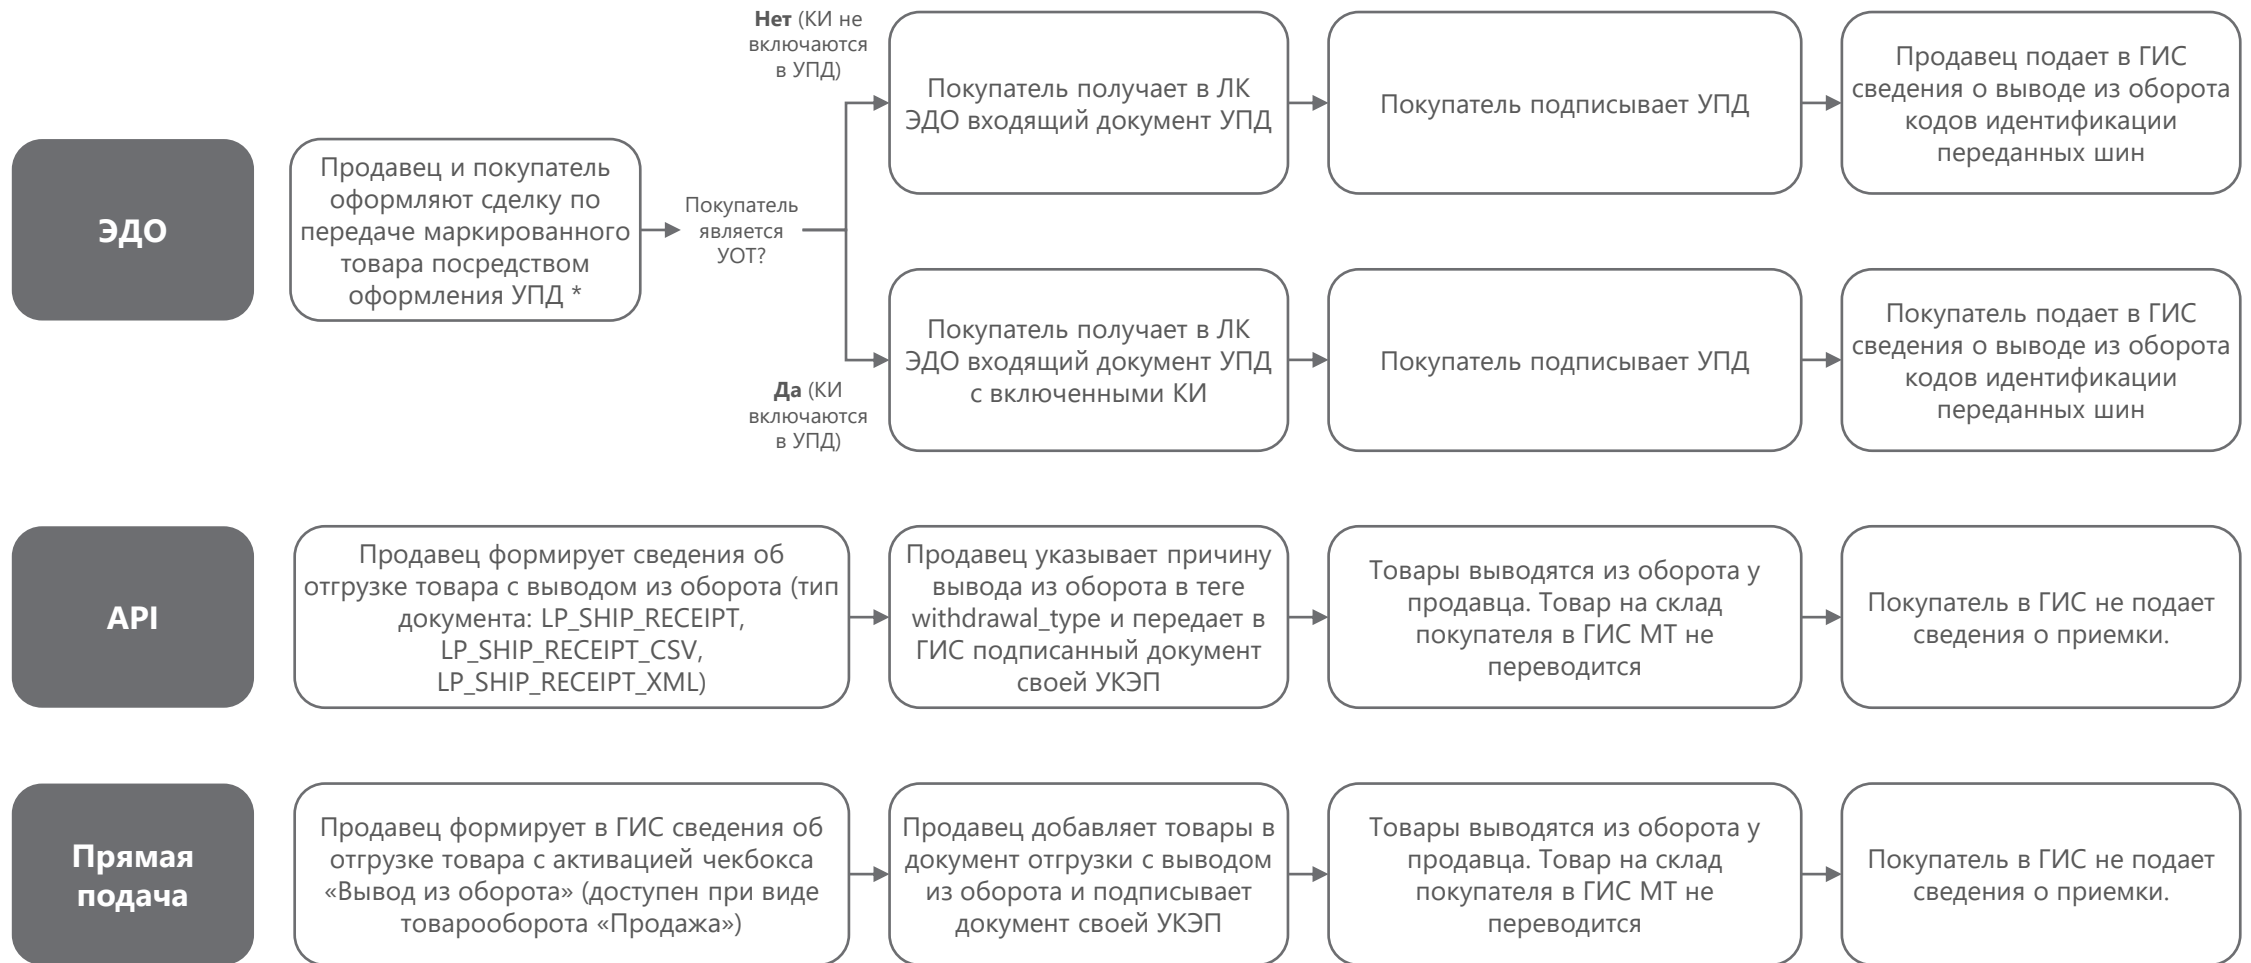 ЭДО
Продавец и покупатель
оформляют сделку по
передаче маркированного
товара посредством
оформления УПД *
Покупатель
является
УОТ?
Нет (КИ не
включаются
в УПД)
Покупатель получает в ЛК
ЭДО входящий документ УПД
Покупатель подписывает УПД
Продавец подает в ГИС
сведения о выводе из оборота
кодов идентификации
переданных шин
Да (КИ
включаются
в УПД)
Покупатель получает в ЛК
ЭДО входящий документ УПД
с включенными КИ
Покупатель подписывает УПД
Покупатель подает в ГИС
сведения о выводе из оборота
кодов идентификации
переданных шин
API
Продавец формирует сведения об
отгрузке товара с выводом из оборота (тип
документа: LP_SHIP_RECEIPT,
LP_SHIP_RECEIPT_CSV,
LP_SHIP_RECEIPT_XML)
Продавец указывает причину
вывода из оборота в теге
withdrawal_type и передает в
ГИС подписанный документ
своей УКЭП
Товары выводятся из оборота у
продавца. Товар на склад
покупателя в ГИС МТ не
переводится
Покупатель в ГИС не подает
сведения о приемки.
Прямая
подача
Продавец формирует в ГИС сведения об
отгрузке товара с активацией чекбокса
«Вывод из оборота» (доступен при виде
товарооборота «Продажа»)
Продавец добавляет товары в
документ отгрузки с выводом
из оборота и подписывает
документ своей УКЭП
Товары выводятся из оборота у
продавца. Товар на склад
покупателя в ГИС МТ не
переводится
Покупатель в ГИС не подает
сведения о приемки.